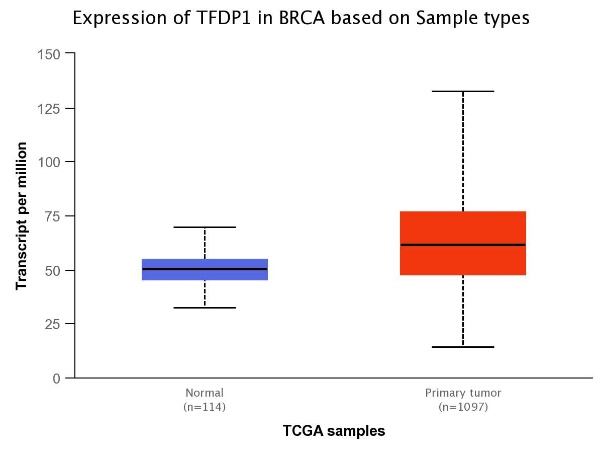 Expression of TFDP1 in BRCA based on Sample types
150
125
100
75
50
25
0
Transcript per million
Normal
(n=114)
Primary tumor
(n=1097)
TCGA samples